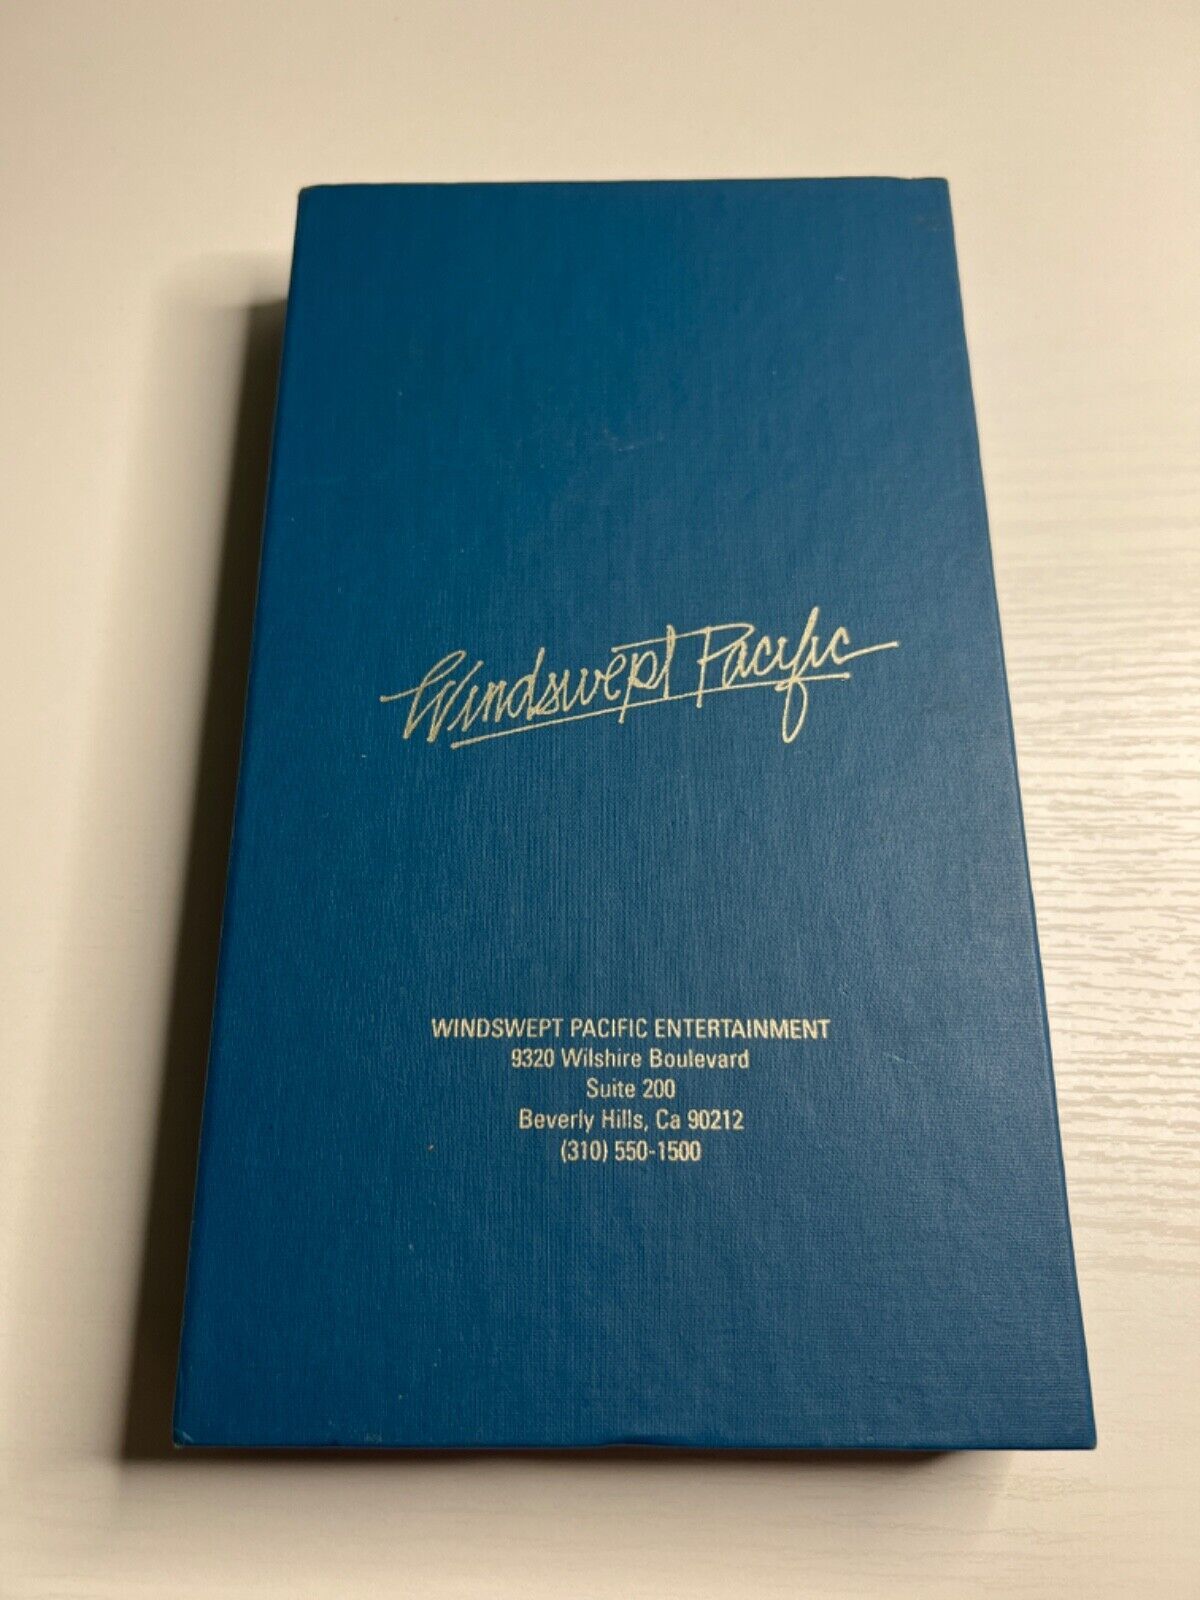 Windswept Pacific
WINDSWEPT PACIFIC ENTERTAINMENT
9320 Wilshire Boulevard
Suite 200
Beverly Hills, Ca 90212
(310) 550-1500